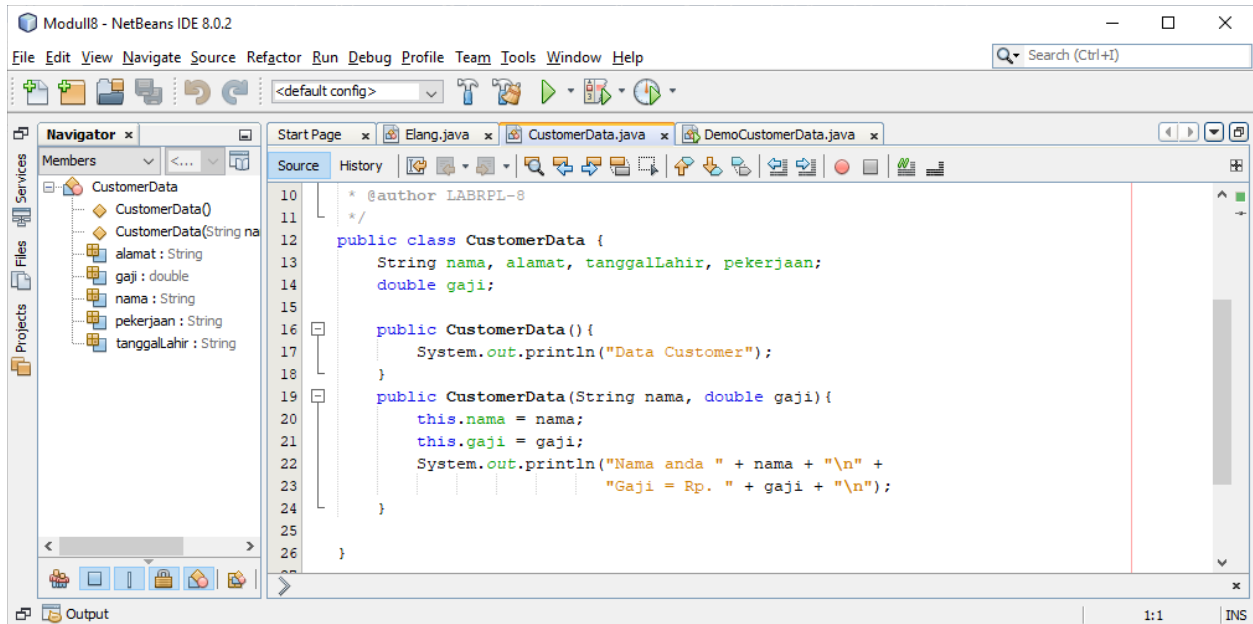 Modull8 - NetBeans IDE 8.0.2
File Edit View Navigate Source Refactor Run Debug Profile Team Tools Window Help
Search (Ctrl+I)
<default config>
Navigator
Start Page
Elang.java
CustomerData.java
DemoCustomerData.java
Members
<...
Source
History
Services
Files
Projects
CustomerData
CustomerData()
CustomerData(String na
alamat : String
gaji : double
nama : String
pekerjaan : String
tanggalLahir : String
10 * @author LABRPL-8
11 */
12 public class CustomerData {
13 String nama, alamat, tanggalLahir, pekerjaan;
14 double gaji;
15
16 public CustomerData(){
17 System.out.println("Data Customer");
18 }
19 public CustomerData(String nama, double gaji){
20 this.nama = nama;
21 this.gaji = gaji;
22 System.out.println("Nama anda " + nama + "\n" +
23 "Gaji = Rp. " + gaji + "\n");
24 }
25
26 }
Output
1:1
INS